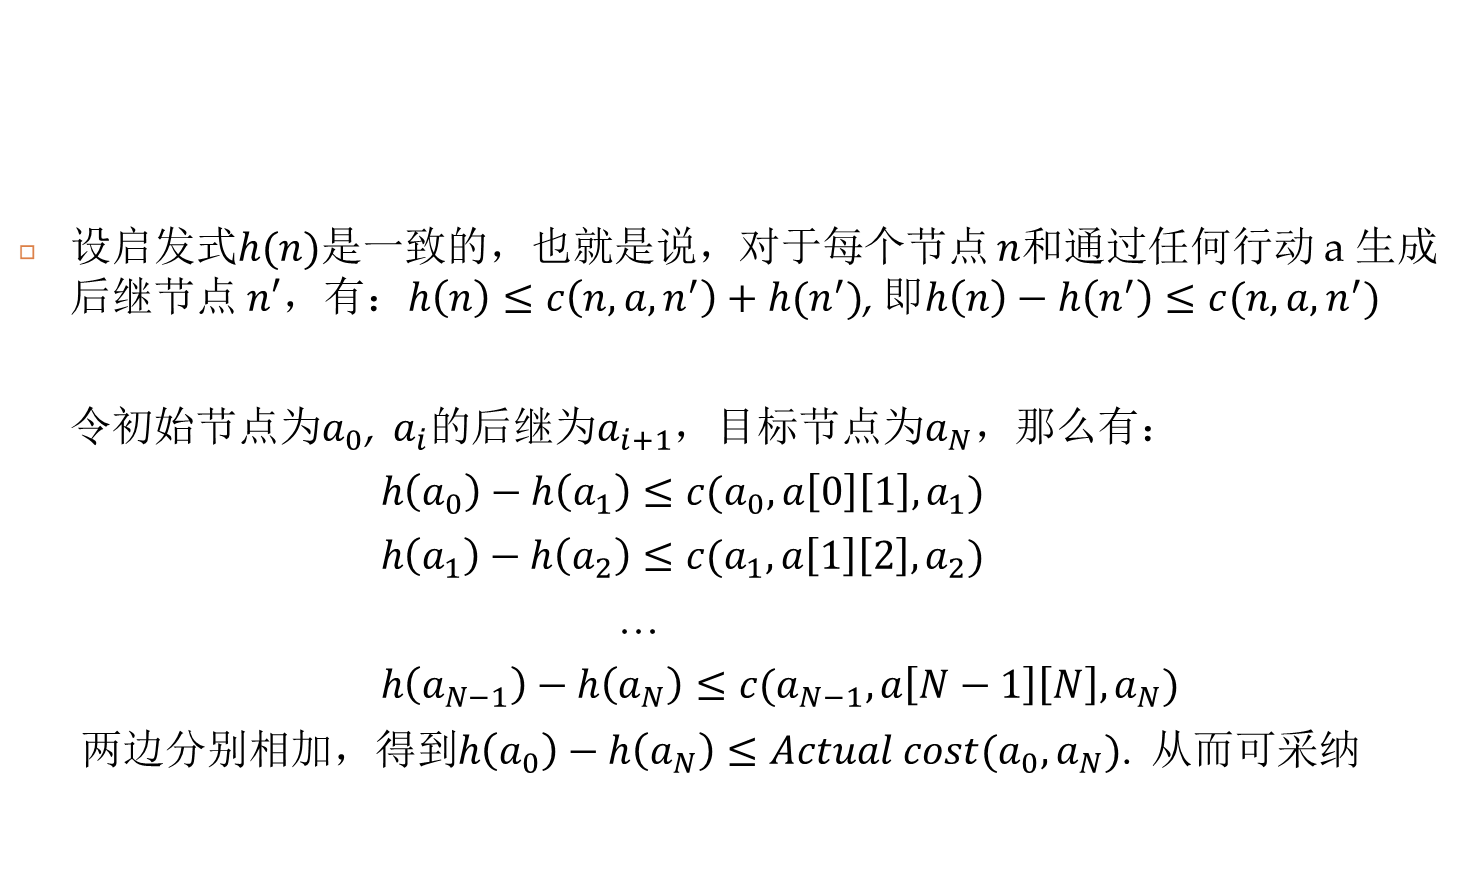 设启发式h(n)是一致的，也就是说，对于每个节点 n和通过任何行动 a 生成
后继节点 n′，有：h(n) ≤ c(n, a, n′) + h(n′), 即h(n) − h(n′) ≤ c(n, a, n′)
令初始节点为a₀, aᵢ的后继为aᵢ₊₁，目标节点为a_N，那么有：
h(a₀) − h(a₁) ≤ c(a₀, a[0][1], a₁)
h(a₁) − h(a₂) ≤ c(a₁, a[1][2], a₂)
…
h(a_{N−1}) − h(a_N) ≤ c(a_{N−1}, a[N − 1][N], a_N)
两边分别相加，得到h(a₀) − h(a_N) ≤ Actual cost(a₀, a_N). 从而可采纳